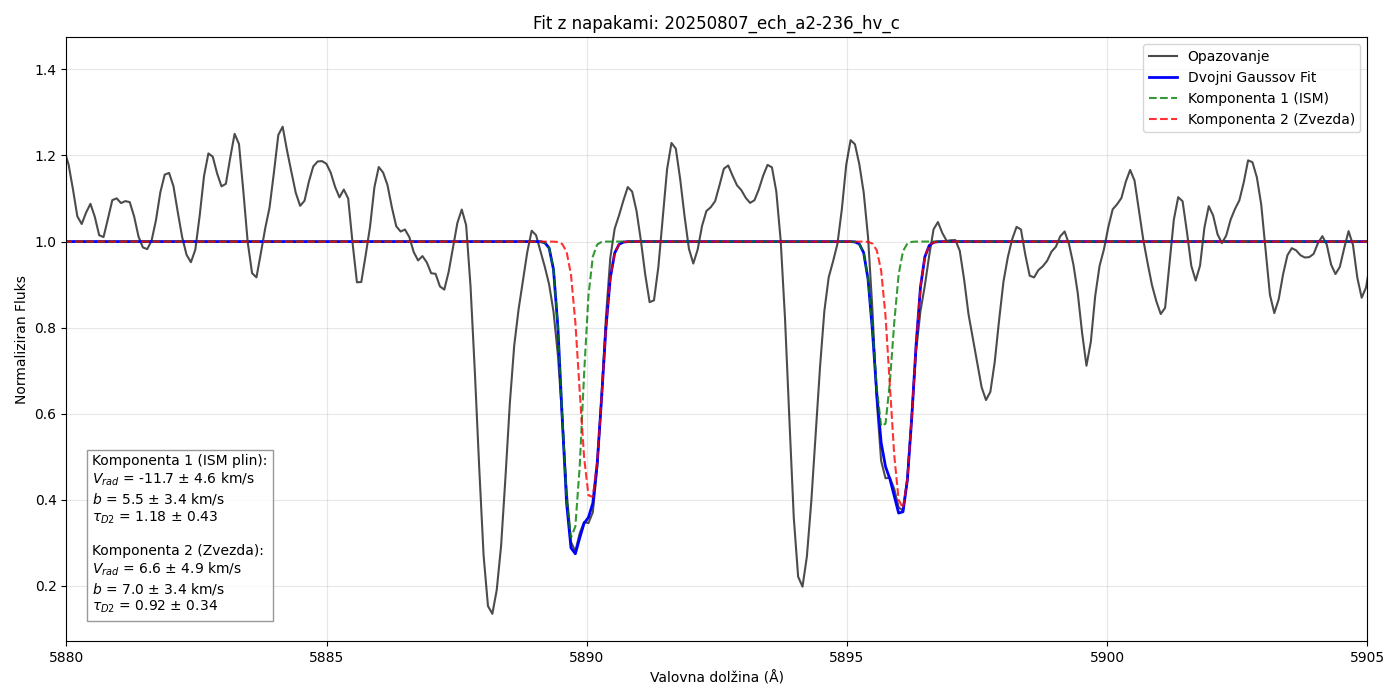 Fit z napakami: 20250807_ech_a2-236_hv_c
Normaliziran Fluks
1.4
1.2
1.0
0.8
0.6
0.4
0.2
Opazovanje
Dvojni Gaussov Fit
Komponenta 1 (ISM)
Komponenta 2 (Zvezda)
Komponenta 1 (ISM plin):
V_rad = -11.7 ± 4.6 km/s
b = 5.5 ± 3.4 km/s
τ_D2 = 1.18 ± 0.43
Komponenta 2 (Zvezda):
V_rad = 6.6 ± 4.9 km/s
b = 7.0 ± 3.4 km/s
τ_D2 = 0.92 ± 0.34
5880 5885 5890 5895 5900 5905
Valovna dolžina (Å)